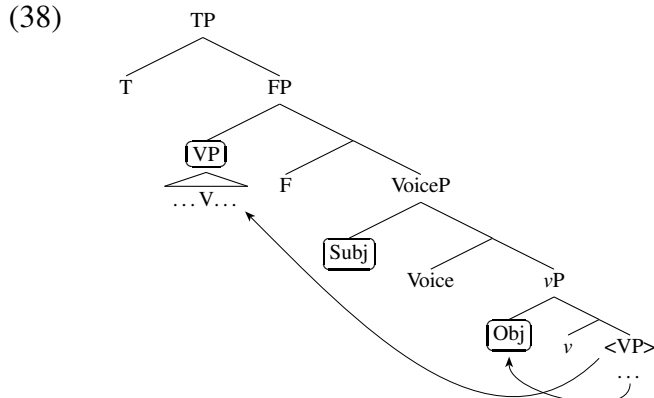 (38)
TP
T FP
VP
F VoiceP
…V…
Subj
Voice vP
Obj
v <VP>
…